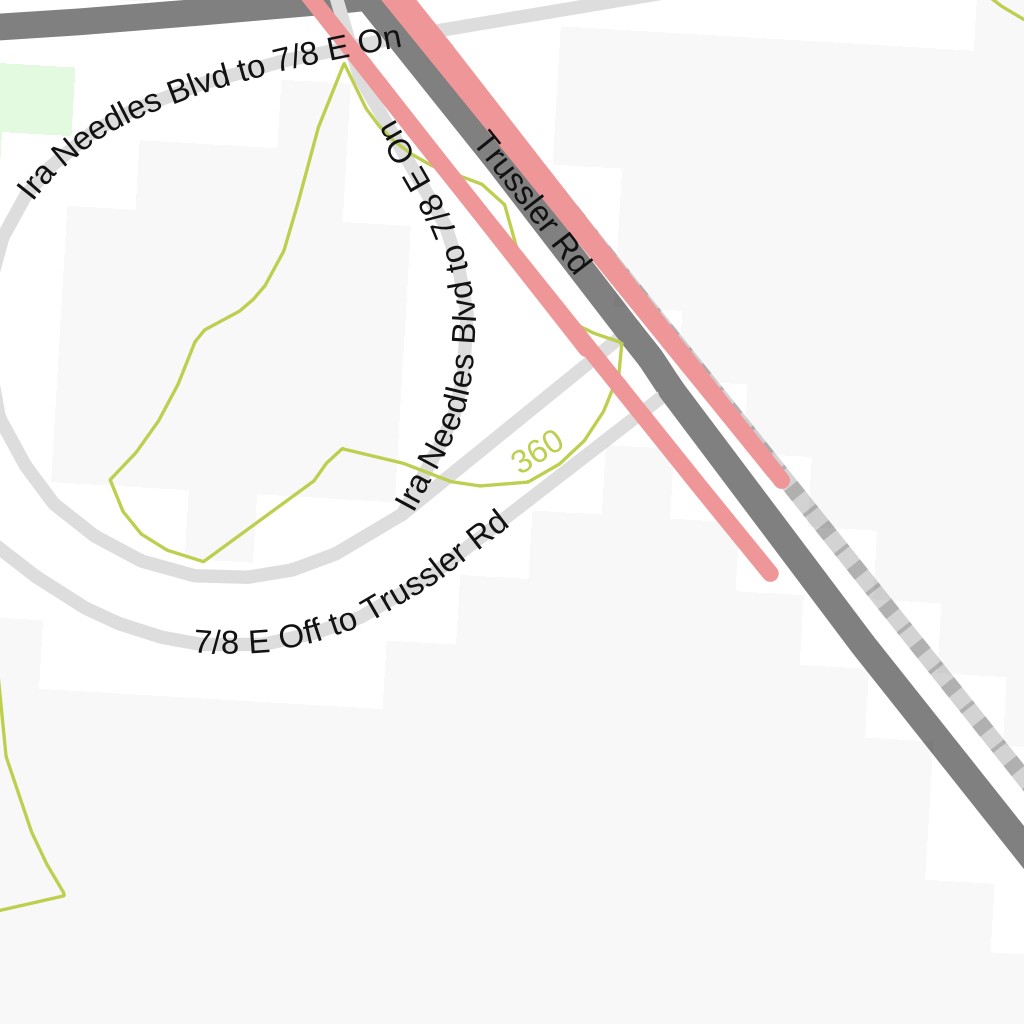 Ira Needles Blvd to 7/8 E On
Ira Needles Blvd to 7/8 E On
Trussler Rd
360
7/8 E Off to Trussler Rd